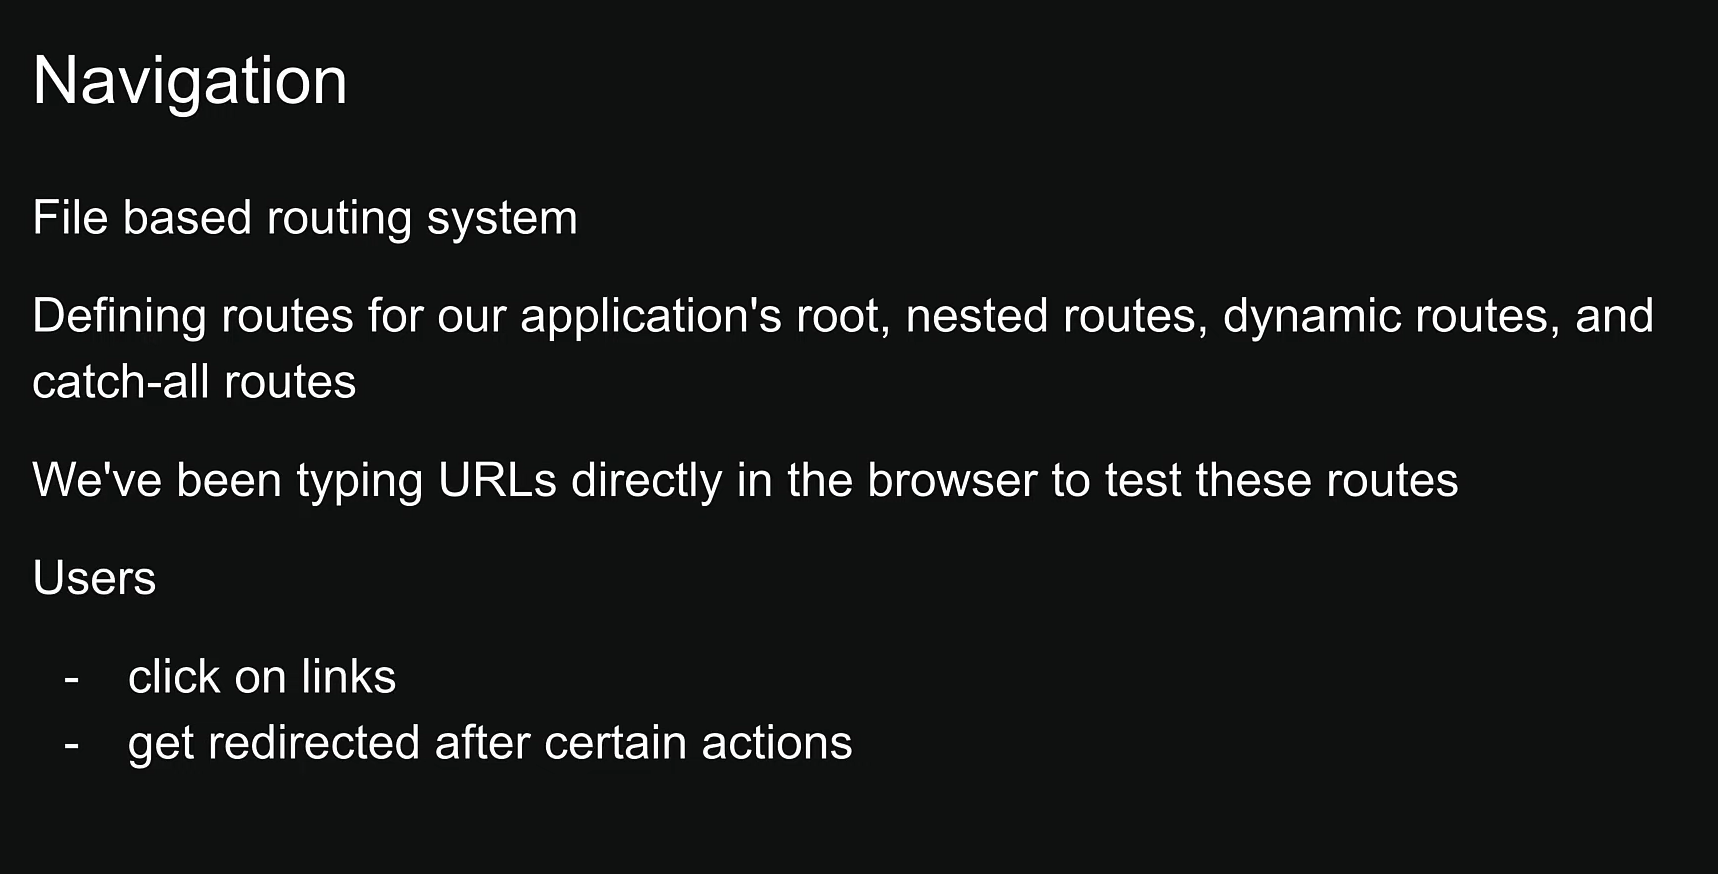 Navigation
File based routing system
Defining routes for our application's root, nested routes, dynamic routes, and
catch-all routes
We've been typing URLs directly in the browser to test these routes
Users
- click on links
- get redirected after certain actions